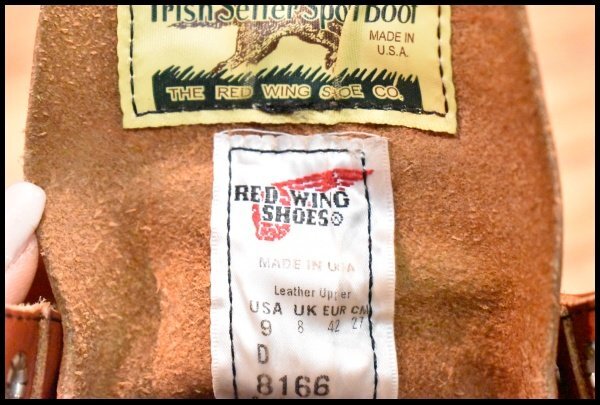 Irish Setter Sport Boot
MADE IN
U.S.A.
THE RED WING SHOE CO.
RED WING
SHOES®
MADE IN USA
Leather Upper
USA UK EUR CM
9 8 42 27
D
8166